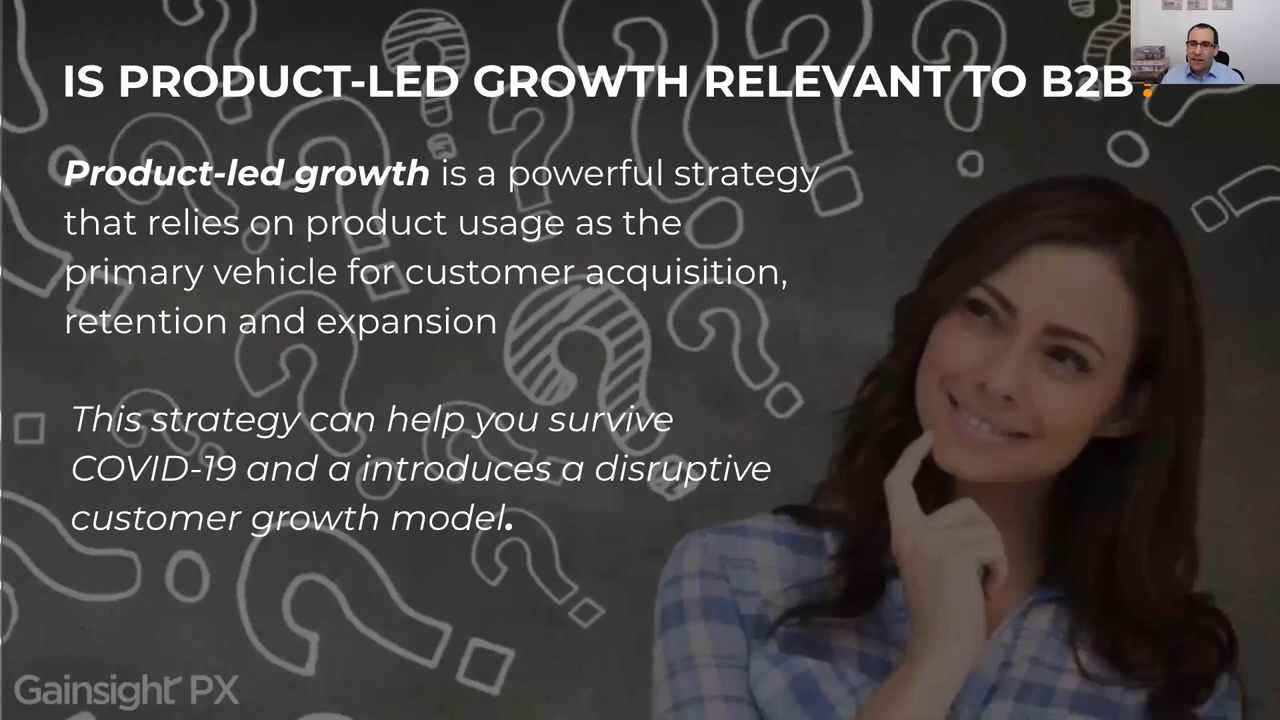 IS PRODUCT-LED GROWTH RELEVANT TO B2B
Product-led growth is a powerful strategy
that relies on product usage as the
primary vehicle for customer acquisition,
retention and expansion
This strategy can help you survive
COVID-19 and a introduces a disruptive
customer growth model.
Gainsight PX